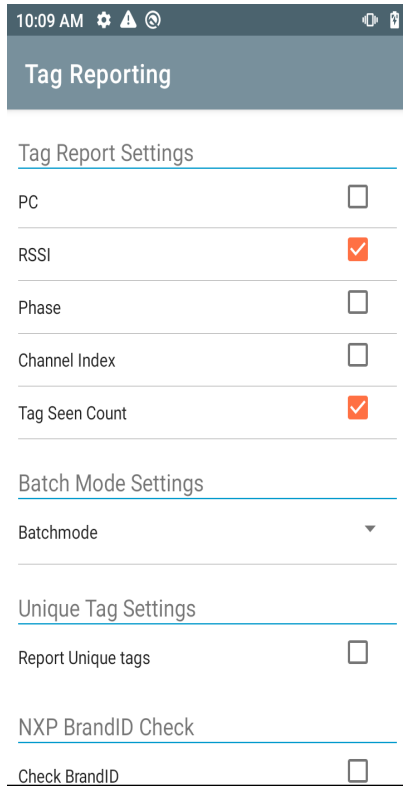 10:09 AM
Tag Reporting
Tag Report Settings
PC
RSSI
Phase
Channel Index
Tag Seen Count
Batch Mode Settings
Batchmode
Unique Tag Settings
Report Unique tags
NXP BrandID Check
Check BrandID